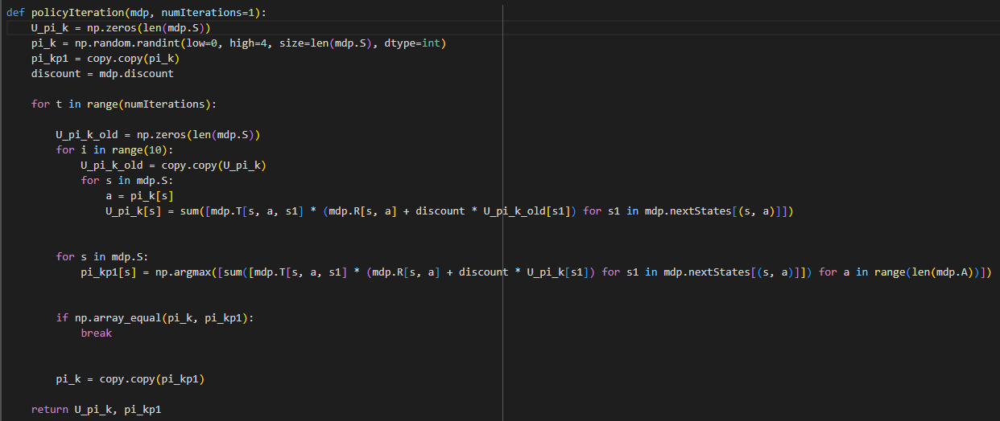 def policyIteration(mdp, numIterations=1):
    U_pi_k = np.zeros(len(mdp.S))
    pi_k = np.random.randint(low=0, high=4, size=len(mdp.S), dtype=int)
    pi_kp1 = copy.copy(pi_k)
    discount = mdp.discount
    for t in range(numIterations):
        U_pi_k_old = np.zeros(len(mdp.S))
        for i in range(10):
            U_pi_k_old = copy.copy(U_pi_k)
            for s in mdp.S:
                a = pi_k[s]
                U_pi_k[s] = sum([mdp.T[s, a, s1] * (mdp.R[s, a] + discount * U_pi_k_old[s1]) for s1 in mdp.nextStates[(s, a)]])
        for s in mdp.S:
            pi_kp1[s] = np.argmax([sum([mdp.T[s, a, s1] * (mdp.R[s, a] + discount * U_pi_k[s1]) for s1 in mdp.nextStates[(s, a)]]) for a in range(len(mdp.A))])
        if np.array_equal(pi_k, pi_kp1):
            break
        pi_k = copy.copy(pi_kp1)
    return U_pi_k, pi_kp1